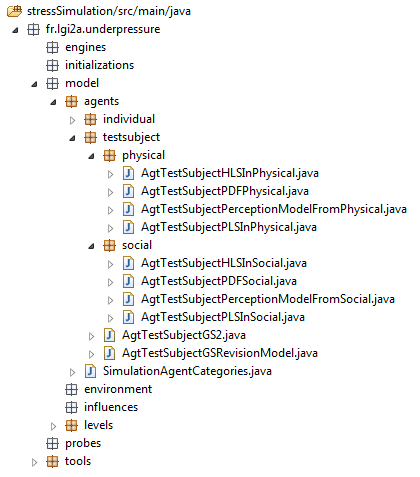 stressSimulation/src/main/java
fr.lgi2a.underpressure
engines
initializations
model
agents
individual
testsubject
physical
AgtTestSubjectHLSInPhysical.java
AgtTestSubjectPDFPhysical.java
AgtTestSubjectPerceptionModelFromPhysical.java
AgtTestSubjectPLSInPhysical.java
social
AgtTestSubjectHLSInSocial.java
AgtTestSubjectPDFSocial.java
AgtTestSubjectPerceptionModelFromSocial.java
AgtTestSubjectPLSInSocial.java
AgtTestSubjectGS2.java
AgtTestSubjectGSRevisionModel.java
SimulationAgentCategories.java
environment
influences
levels
probes
tools